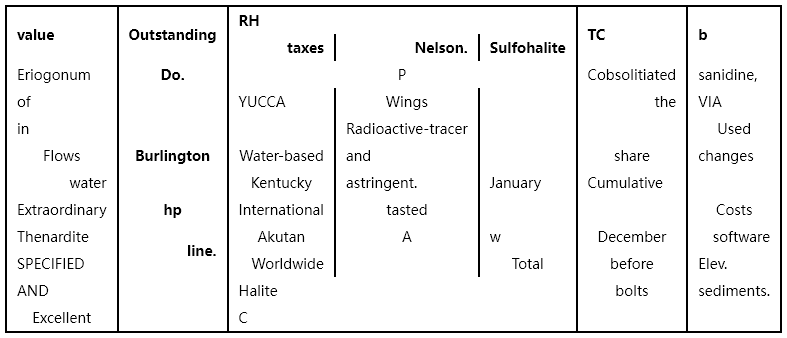 value Outstanding RH TC b
taxes Nelson. Sulfohalite
Eriogonum Do. P Cobsolitiated sanidine,
of YUCCA Wings the VIA
in Radioactive-tracer Used
Flows Burlington Water-based and share changes
water Kentucky astringent. January Cumulative
Extraordinary hp International tasted Costs
Thenardite line. Akutan A w December software
SPECIFIED Worldwide Total before Elev.
AND Halite bolts sediments.
Excellent C